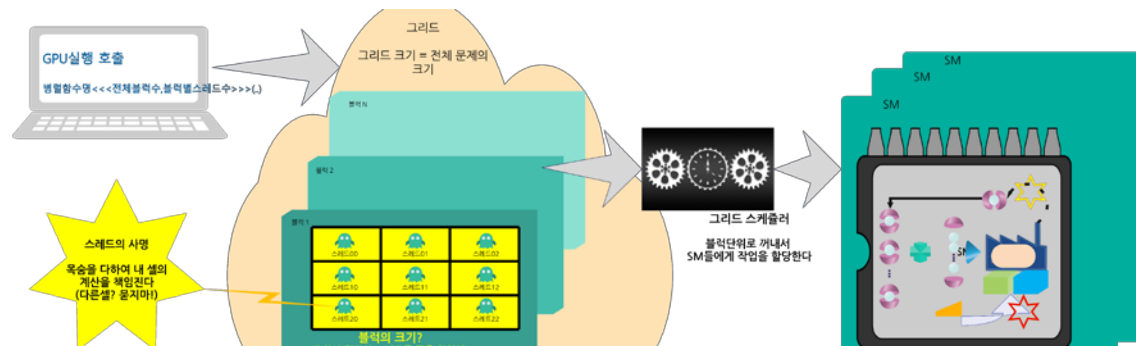 GPU실행 호출
병렬함수명<<<전체블럭수,블럭별스레드수>>>(,,)
그리드
그리드 크기 = 전체 문제의
크기
블럭 N
블럭 2
블럭 1
스레드00
스레드01
스레드02
스레드10
스레드11
스레드12
스레드20
스레드21
스레드22
블럭의 크기?
스레드의 사명
목숨을 다하여 내 셀의
계산을 책임진다
(다른셀? 묻지마!)
그리드 스케쥴러
블럭단위로 꺼내서
SM들에게 작업을 할당한다
SM
SM
SM